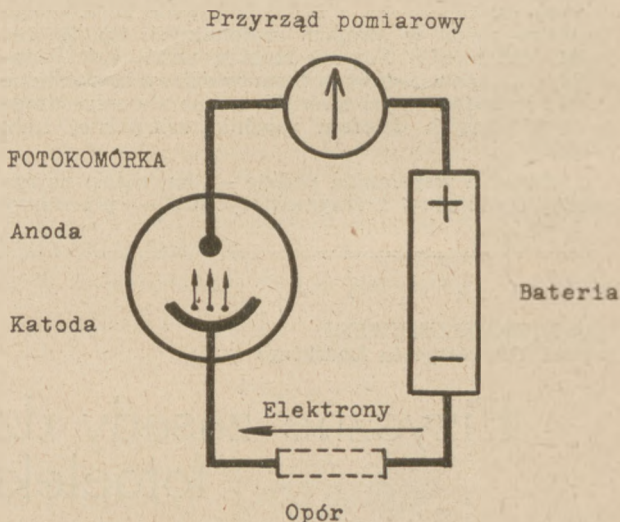 Przyrząd pomiarowy
FOTOKOMÓRKA
Anoda
+
Bateria
Katoda
−
Elektrony
Opór